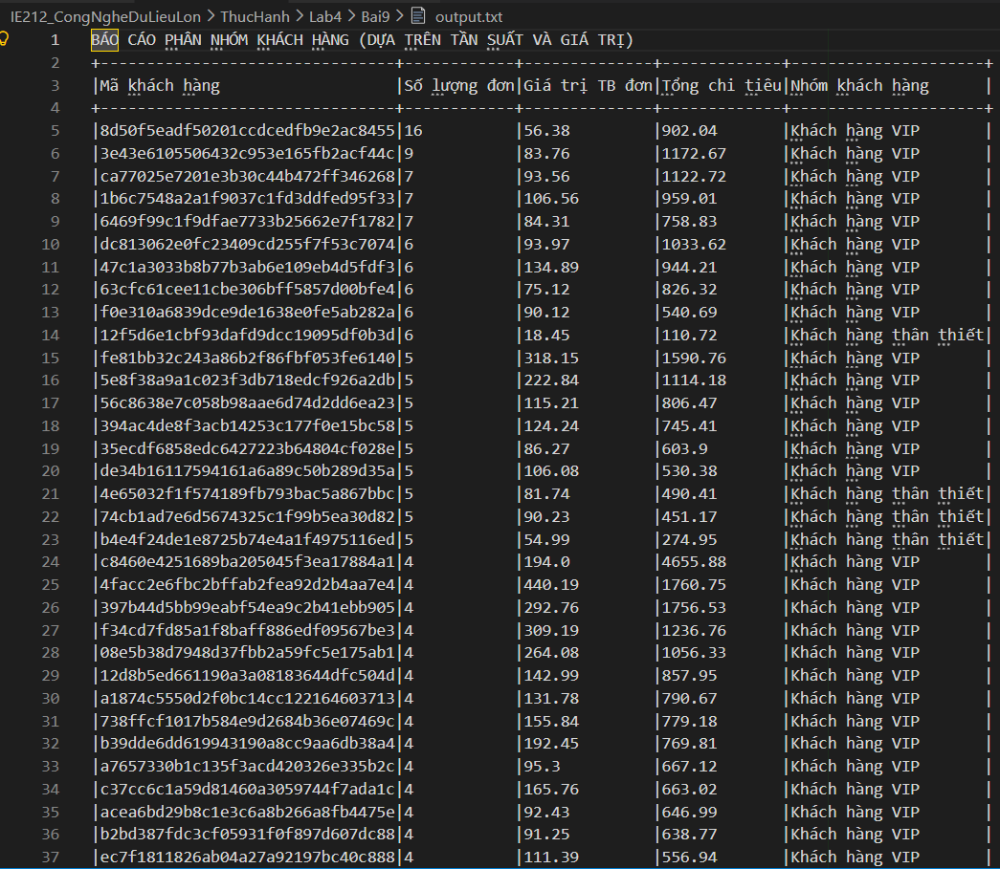 IE212_CongNgheDuLieuLon > ThucHanh > Lab4 > Bai9 > output.txt
1 BÁO CÁO PHÂN NHÓM KHÁCH HÀNG (DỰA TRÊN TẦN SUẤT VÀ GIÁ TRỊ)
2 +--------------------------------+------------+--------------+-------------+---------------------+
3 |Mã khách hàng |Số lượng đơn|Giá trị TB đơn|Tổng chi tiêu|Nhóm khách hàng |
4 +--------------------------------+------------+--------------+-------------+---------------------+
5 |8d50f5eadf50201ccdcedfb9e2ac8455|16 |56.38 |902.04 |Khách hàng VIP |
6 |3e43e6105506432c953e165fb2acf44c|9 |83.76 |1172.67 |Khách hàng VIP |
7 |ca77025e7201e3b30c44b472ff346268|7 |93.56 |1122.72 |Khách hàng VIP |
8 |1b6c7548a2a1f9037c1fd3ddfed95f33|7 |106.56 |959.01 |Khách hàng VIP |
9 |6469f99c1f9dfae7733b25662e7f1782|7 |84.31 |758.83 |Khách hàng VIP |
10 |dc813062e0fc23409cd255f7f53c7074|6 |93.97 |1033.62 |Khách hàng VIP |
11 |47c1a3033b8b77b3ab6e109eb4d5fdf3|6 |134.89 |944.21 |Khách hàng VIP |
12 |63cfc61cee11cbe306bff5857d00bfe4|6 |75.12 |826.32 |Khách hàng VIP |
13 |f0e310a6839dce9de1638e0fe5ab282a|6 |90.12 |540.69 |Khách hàng VIP |
14 |12f5d6e1cbf93dafd9dcc19095df0b3d|6 |18.45 |110.72 |Khách hàng thân thiết|
15 |fe81bb32c243a86b2f86fbf053fe6140|5 |318.15 |1590.76 |Khách hàng VIP |
16 |5e8f38a9a1c023f3db718edcf926a2db|5 |222.84 |1114.18 |Khách hàng VIP |
17 |56c8638e7c058b98aae6d74d2dd6ea23|5 |115.21 |806.47 |Khách hàng VIP |
18 |394ac4de8f3acb14253c177f0e15bc58|5 |124.24 |745.41 |Khách hàng VIP |
19 |35ecdf6858edc6427223b64804cf028e|5 |86.27 |603.9 |Khách hàng VIP |
20 |de34b16117594161a6a89c50b289d35a|5 |106.08 |530.38 |Khách hàng VIP |
21 |4e65032f1f574189fb793bac5a867bbc|5 |81.74 |490.41 |Khách hàng thân thiết|
22 |74cb1ad7e6d5674325c1f99b5ea30d82|5 |90.23 |451.17 |Khách hàng thân thiết|
23 |b4e4f24de1e8725b74e4a1f4975116ed|5 |54.99 |274.95 |Khách hàng thân thiết|
24 |c8460e4251689ba205045f3ea17884a1|4 |194.0 |4655.88 |Khách hàng VIP |
25 |4facc2e6fbc2bffab2fea92d2b4aa7e4|4 |440.19 |1760.75 |Khách hàng VIP |
26 |397b44d5bb99eabf54ea9c2b41ebb905|4 |292.76 |1756.53 |Khách hàng VIP |
27 |f34cd7fd85a1f8baff886edf09567be3|4 |309.19 |1236.76 |Khách hàng VIP |
28 |08e5b38d7948d37fbb2a59fc5e175ab1|4 |264.08 |1056.33 |Khách hàng VIP |
29 |12d8b5ed661190a3a08183644dfc504d|4 |142.99 |857.95 |Khách hàng VIP |
30 |a1874c5550d2f0bc14cc122164603713|4 |131.78 |790.67 |Khách hàng VIP |
31 |738ffcf1017b584e9d2684b36e07469c|4 |155.84 |779.18 |Khách hàng VIP |
32 |b39dde6dd619943190a8cc9aa6db38a4|4 |192.45 |769.81 |Khách hàng VIP |
33 |a7657330b1c135f3acd420326e335b2c|4 |95.3 |667.12 |Khách hàng VIP |
34 |c37cc6c1a59d81460a3059744f7ada1c|4 |165.76 |663.02 |Khách hàng VIP |
35 |acea6bd29b8c1e3c6a8b266a8fb4475e|4 |92.43 |646.99 |Khách hàng VIP |
36 |b2bd387fdc3cf05931f0f897d607dc88|4 |91.25 |638.77 |Khách hàng VIP |
37 |ec7f1811826ab04a27a92197bc40c888|4 |111.39 |556.94 |Khách hàng VIP |